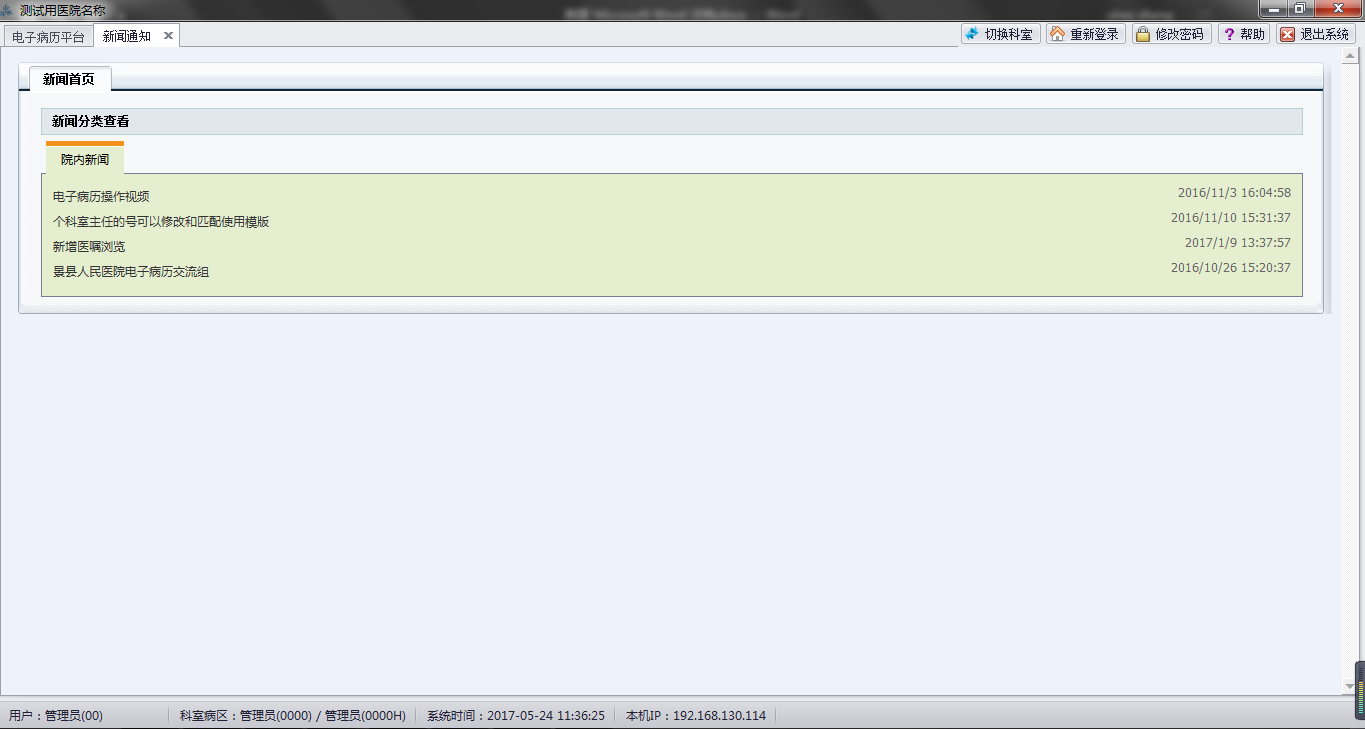 测试用医院名称
电子病历平台 新闻通知 切换科室 重新登录 修改密码 帮助 退出系统
新闻首页
新闻分类查看
院内新闻
电子病历操作视频 2016/11/3 16:04:58
个科室主任的号可以修改和匹配使用模版 2016/11/10 15:31:37
新增医嘱浏览 2017/1/9 13:37:57
景县人民医院电子病历交流组 2016/10/26 15:20:37
用户：管理员(00) 科室病区：管理员(0000) / 管理员(0000H) 系统时间：2017-05-24 11:36:25 本机IP：192.168.130.114